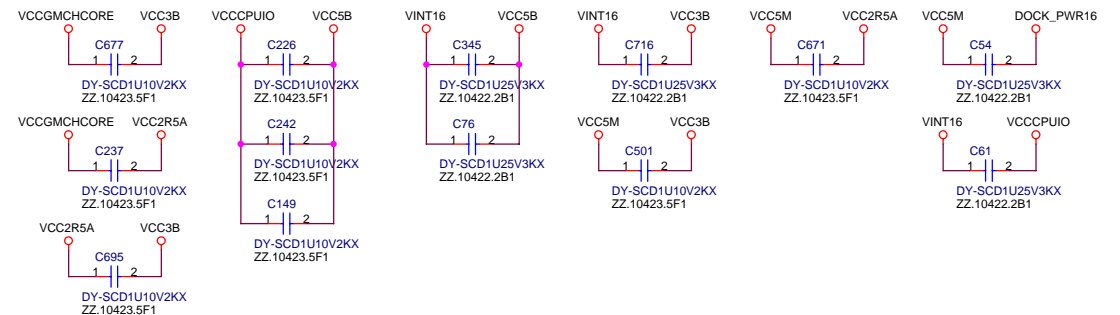 VCCGMCHCORE VCC3B
C677
1 2
DY-SCD1U10V2KX
ZZ.10423.5F1
VCCGMCHCORE VCC2R5A
C237
1 2
DY-SCD1U10V2KX
ZZ.10423.5F1
VCC2R5A VCC3B
C695
1 2
DY-SCD1U10V2KX
ZZ.10423.5F1
VCCCPUIO VCC5B
C226
1 2
DY-SCD1U10V2KX
ZZ.10423.5F1
C242
1 2
DY-SCD1U10V2KX
ZZ.10423.5F1
C149
1 2
DY-SCD1U10V2KX
ZZ.10423.5F1
VINT16 VCC5B
C345
1 2
DY-SCD1U25V3KX
ZZ.10422.2B1
C76
1 2
DY-SCD1U25V3KX
ZZ.10422.2B1
VINT16 VCC3B
C716
1 2
DY-SCD1U25V3KX
ZZ.10422.2B1
VCC5M VCC3B
C501
1 2
DY-SCD1U10V2KX
ZZ.10423.5F1
VCC5M VCC2R5A
C671
1 2
DY-SCD1U10V2KX
ZZ.10423.5F1
VCC5M DOCK_PWR16
C54
1 2
DY-SCD1U25V3KX
ZZ.10422.2B1
VINT16 VCCCPUIO
C61
1 2
DY-SCD1U25V3KX
ZZ.10422.2B1